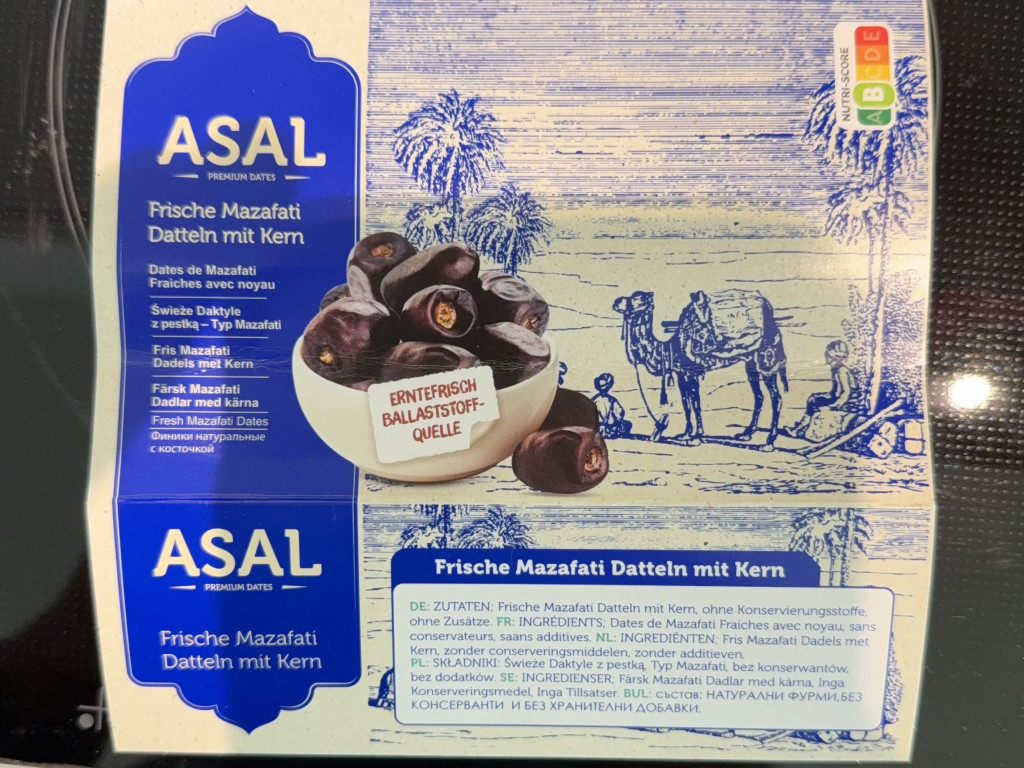 ASAL
PREMIUM DATES
Frische Mazafati
Datteln mit Kern
Dates de Mazafati
Fraiches avec noyau
Świeże Daktyle
z pestką – Typ Mazafati
Fris Mazafati
Dadels met Kern
Färsk Mazafati
Dadlar med kärna
Fresh Mazafati Dates
Финики натуральные
с косточкой
ERNTEFRISCH
BALLASTSTOFF-
QUELLE
NUTRI-SCORE
A B C D E
ASAL
PREMIUM DATES
Frische Mazafati
Datteln mit Kern
Frische Mazafati Datteln mit Kern
DE: ZUTATEN; Frische Mazafati Datteln mit Kern, ohne Konservierungsstoffe,
ohne Zusätze. FR: INGRÉDIENTS; Dates de Mazafati Fraiches avec noyau, sans
conservateurs, saans additives. NL: INGREDIËNTEN; Fris Mazafati Dadels met
Kern, zonder conserveringsmiddelen, zonder additieven.
PL: SKŁADNIKI: Świeże Daktyle z pestką, Typ Mazafati, bez konserwantów,
bez dodatków. SE: INGREDIENSER; Färsk Mazafati Dadlar med kärna, Inga
Konserveringsmedel, Inga Tillsatser. BUL: състав: НАТУРАЛНИ ФУРМИ,БЕЗ
КОНСЕРВАНТИ И БЕЗ ХРАНИТЕЛНИ ДОБАВКИ.